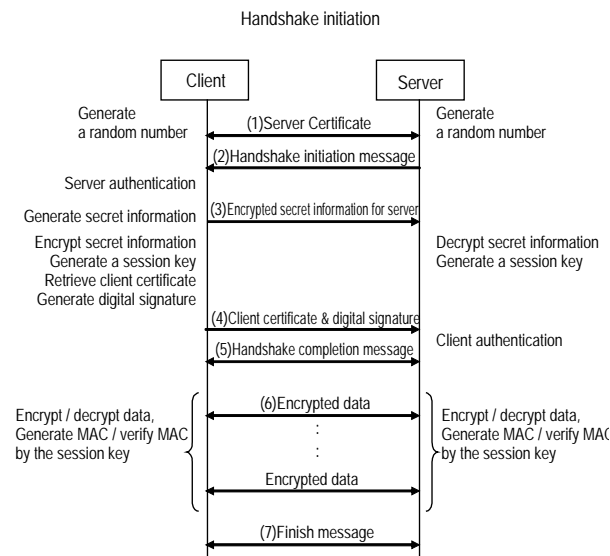 Handshake initiation
Client
Server
Generate
a random number
(1)Server Certificate
Generate
a random number
(2)Handshake initiation message
Server authentication
Generate secret information
(3)Encrypted secret information for server
Encrypt secret information
Generate a session key
Retrieve client certificate
Generate digital signature
Decrypt secret information
Generate a session key
(4)Client certificate & digital signature
Client authentication
(5)Handshake completion message
Encrypt / decrypt data,
Generate MAC / verify MAC
by the session key
(6)Encrypted data
:
:
Encrypted data
Encrypt / decrypt data,
Generate MAC / verify MAC
by the session key
(7)Finish message